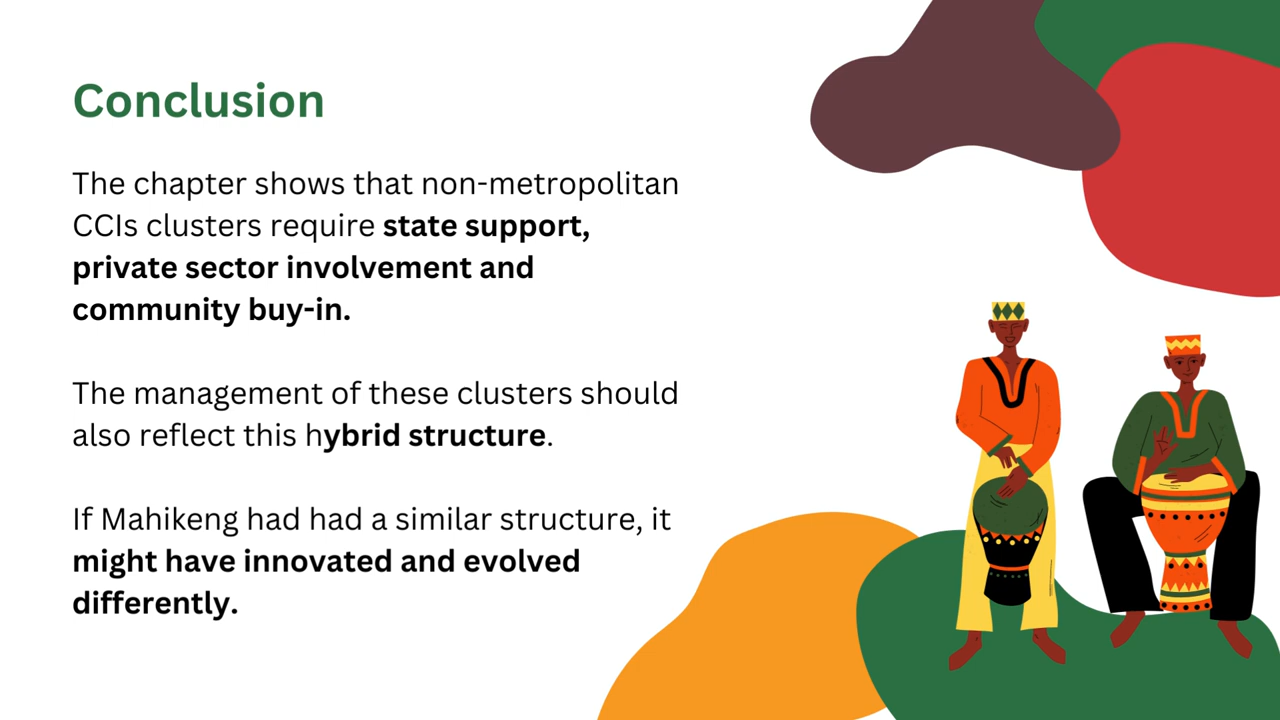 Conclusion
The chapter shows that non-metropolitan
CCIs clusters require state support,
private sector involvement and
community buy-in.
The management of these clusters should
also reflect this hybrid structure.
If Mahikeng had had a similar structure, it
might have innovated and evolved
differently.